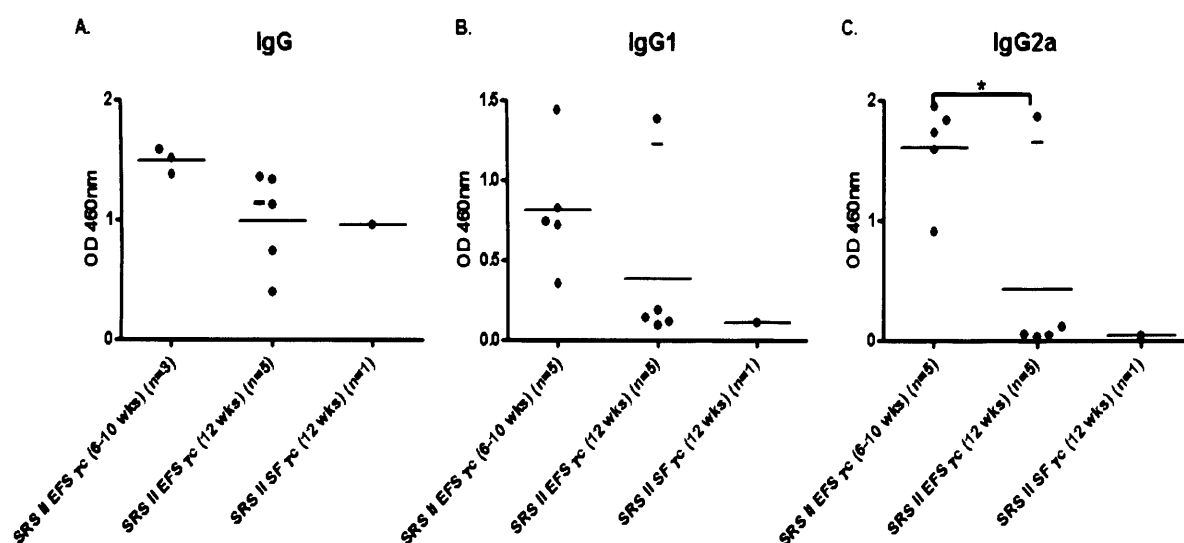 A.
IgG
OD 460nm
2
1
0
SRS II EFS γc (6-10 wks) (n=3)
SRS II EFS γc (12 wks) (n=5)
SRS II SF γc (12 wks) (n=1)
B.
IgG1
OD 460nm
1.5
1.0
0.5
0.0
SRS II EFS γc (6-10 wks) (n=5)
SRS II EFS γc (12 wks) (n=5)
SRS II SF γc (12 wks) (n=1)
C.
IgG2a
*
OD 460nm
2
1
0
SRS II EFS γc (6-10 wks) (n=5)
SRS II EFS γc (12 wks) (n=5)
SRS II SF γc (12 wks) (n=1)